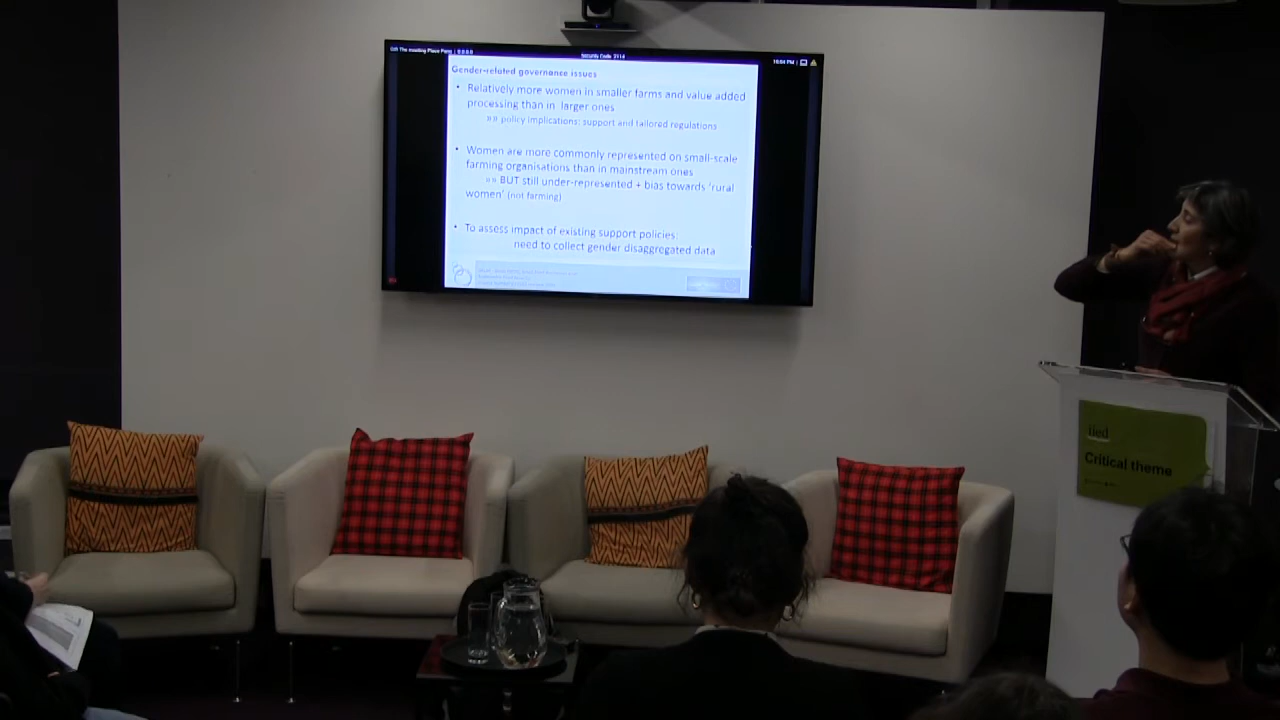 Security Code: 2114
Gender-related governance issues
• Relatively more women in smaller farms and value added
processing than in larger ones
»» policy implications: support and tailored regulations
• Women are more commonly represented on small-scale
farming organisations than in mainstream ones
»» BUT still under-represented + bias towards 'rural
women' (not farming)
• To assess impact of existing support policies:
need to collect gender disaggregated data
iied
Critical theme